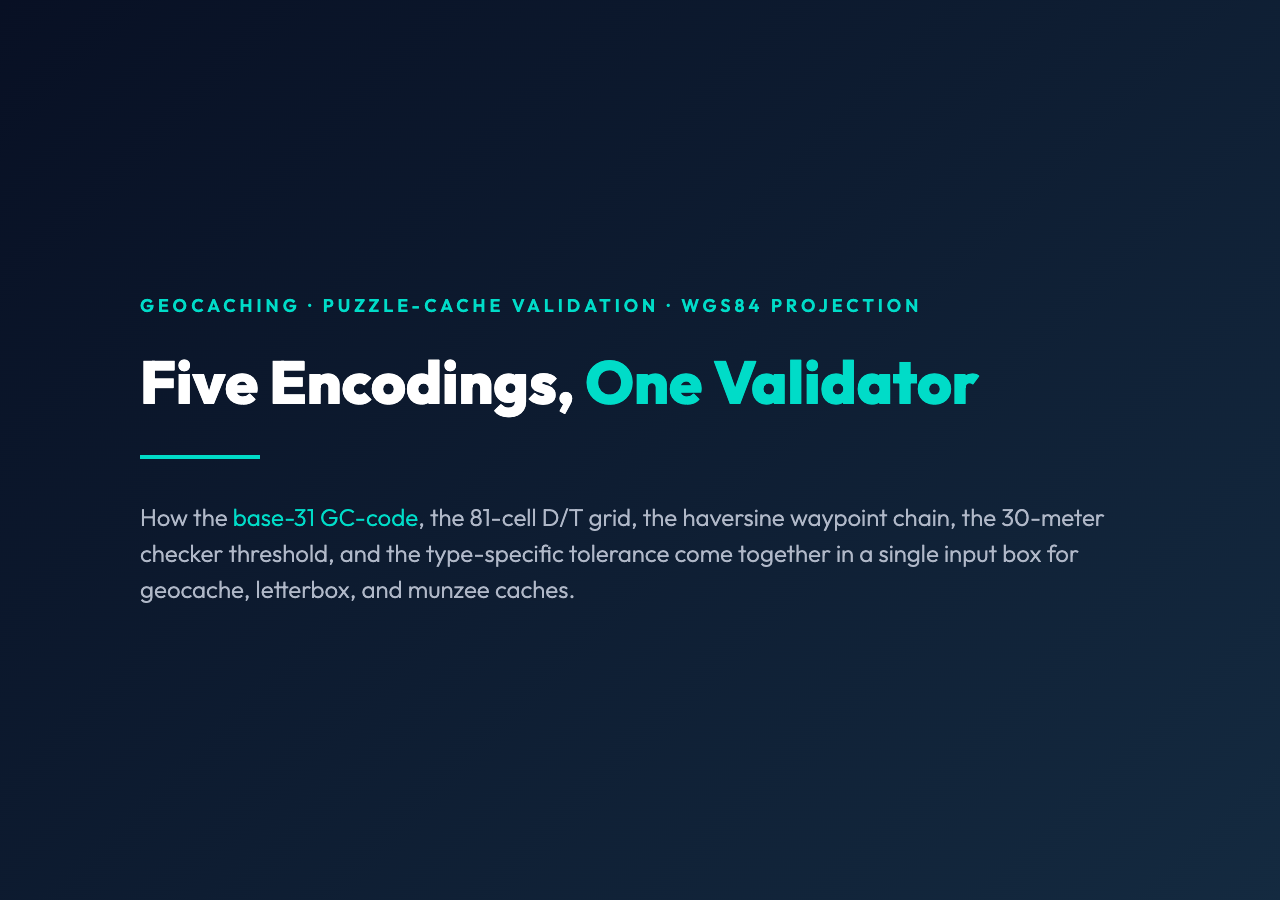 GEOCACHING · PUZZLE-CACHE VALIDATION · WGS84 PROJECTION
Five Encodings, One Validator
How the base-31 GC-code, the 81-cell D/T grid, the haversine waypoint chain, the 30-meter
checker threshold, and the type-specific tolerance come together in a single input box for
geocache, letterbox, and munzee caches.